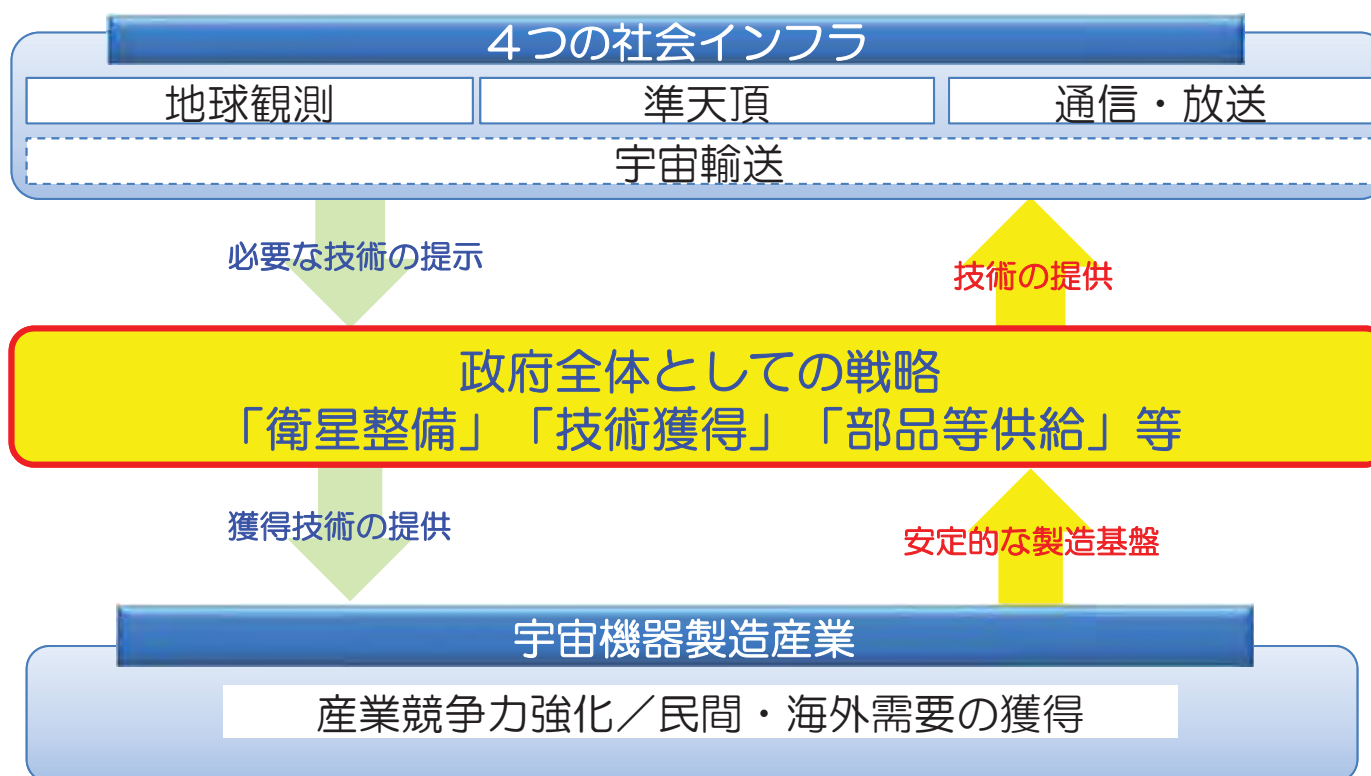 ４つの社会インフラ
地球観測
準天頂
通信・放送
宇宙輸送
必要な技術の提示
技術の提供
政府全体としての戦略
「衛星整備」「技術獲得」「部品等供給」等
獲得技術の提供
安定的な製造基盤
宇宙機器製造産業
産業競争力強化／民間・海外需要の獲得